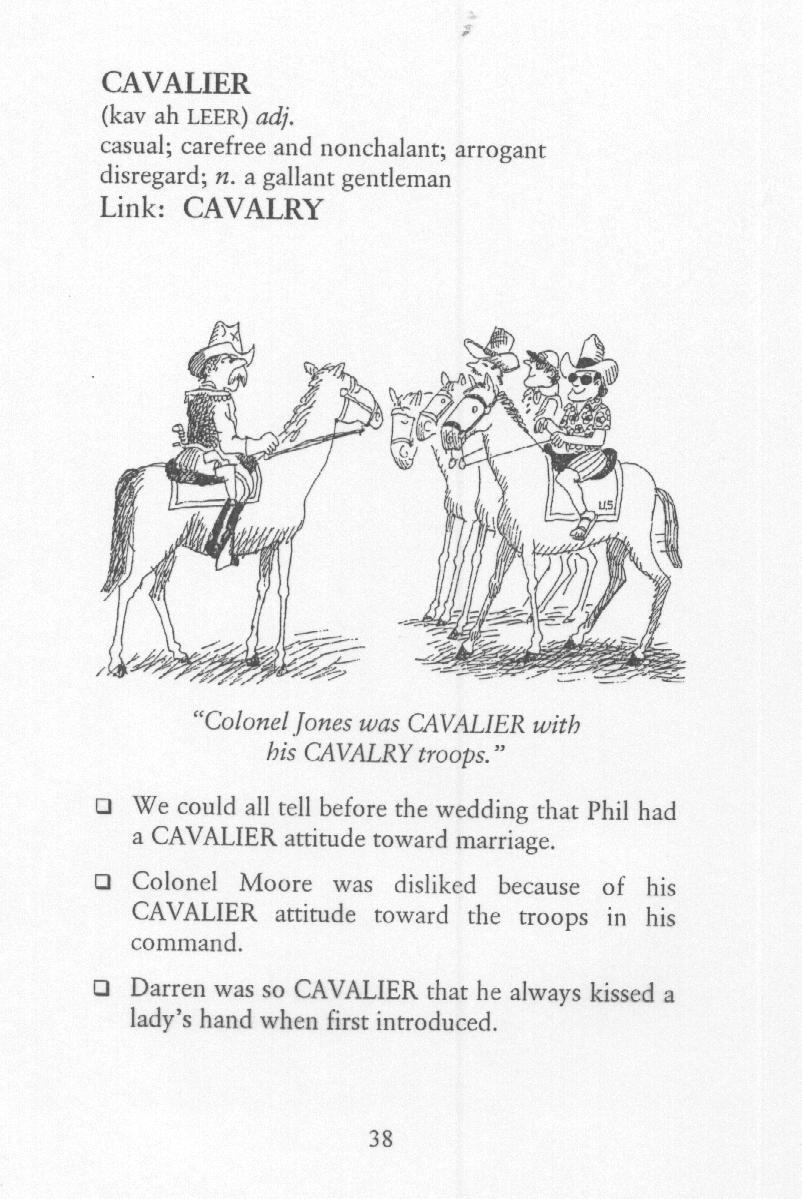 CAVALIER
(kav ah LEER) adj.
casual; carefree and nonchalant; arrogant
disregard; n. a gallant gentleman
Link: CAVALRY
U.S.
“Colonel Jones was CAVALIER with
his CAVALRY troops.”
❑ We could all tell before the wedding that Phil had
a CAVALIER attitude toward marriage.
❑ Colonel Moore was disliked because of his
CAVALIER attitude toward the troops in his
command.
❑ Darren was so CAVALIER that he always kissed a
lady’s hand when first introduced.
38